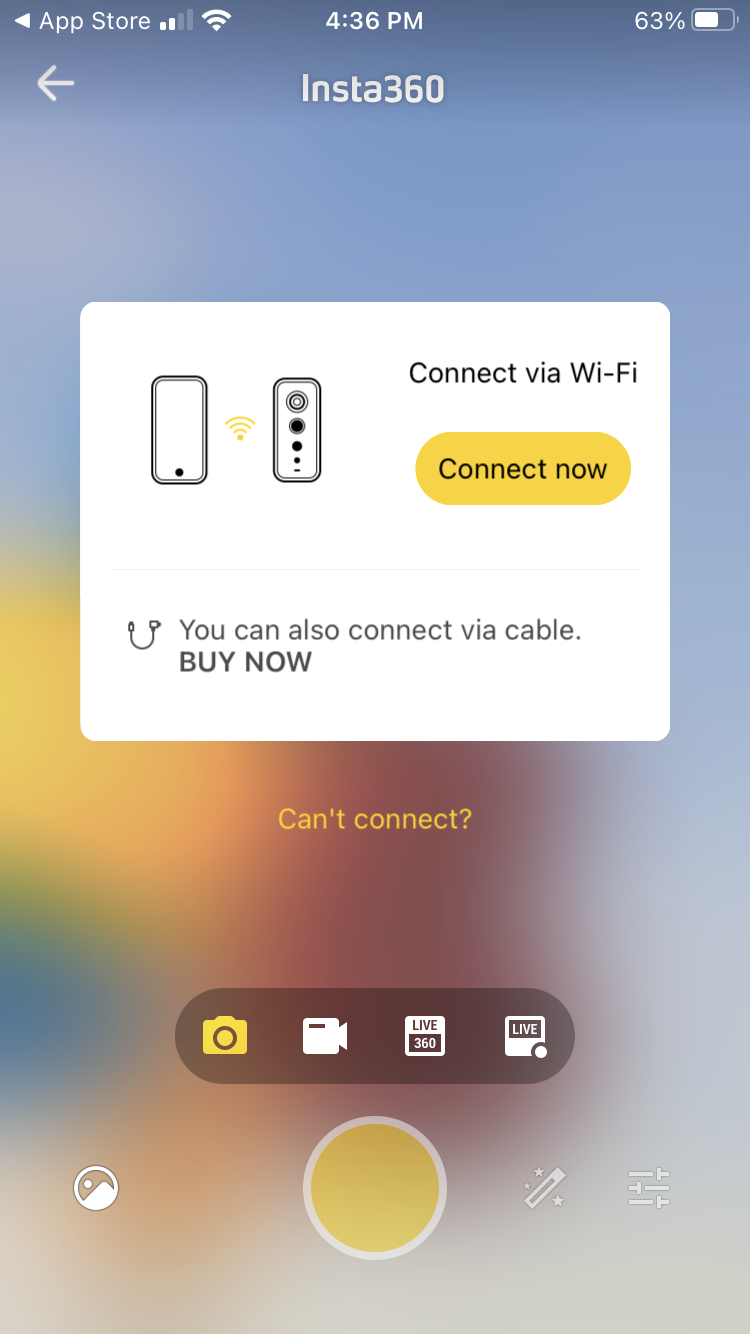 App Store 4:36 PM 63%
Insta360
Connect via Wi-Fi
Connect now
You can also connect via cable.
BUY NOW
Can't connect?
LIVE
360
LIVE